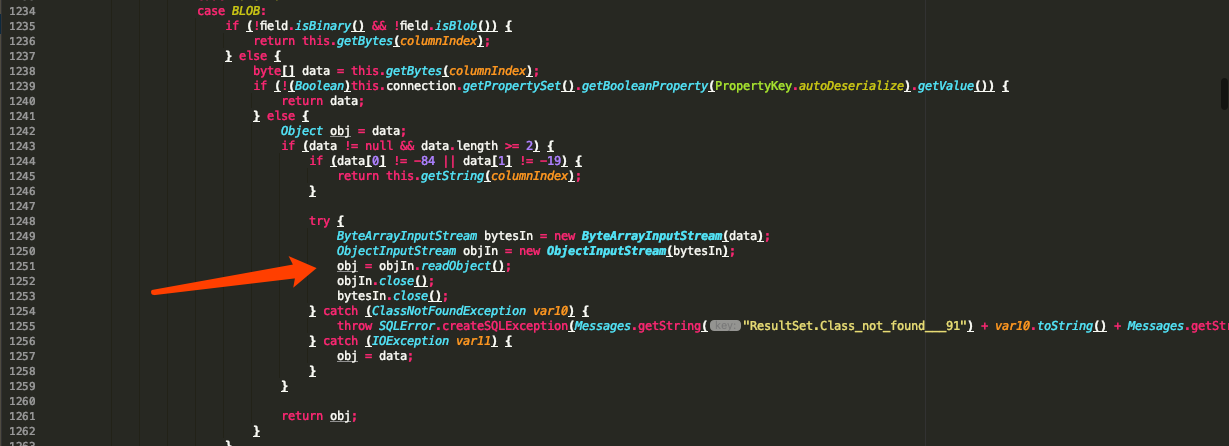 1234
1235 case BLOB:
1235 if (!field.isBinary() && !field.isBlob()) {
1236 return this.getBytes(columnIndex);
1237 } else {
1238 byte[] data = this.getBytes(columnIndex);
1239 if (!(Boolean)this.connection.getPropertySet().getBooleanProperty(PropertyKey.autoDeserialize).getValue()) {
1240 return data;
1241 } else {
1242 Object obj = data;
1243 if (data != null && data.length >= 2) {
1244 if (data[0] != -84 || data[1] != -19) {
1245 return this.getString(columnIndex);
1246 }
1247
1248 try {
1249 ByteArrayInputStream bytesIn = new ByteArrayInputStream(data);
1250 ObjectInputStream objIn = new ObjectInputStream(bytesIn);
1251 obj = objIn.readObject();
1252 objIn.close();
1253 bytesIn.close();
1254 } catch (ClassNotFoundException var10) {
1255 throw SQLError.createSQLException(Messages.getString( key: "ResultSet.Class_not_found___91") + var10.toString() + Messages.getStr
1256 } catch (IOException var11) {
1257 obj = data;
1258 }
1259 }
1260
1261 return obj;
1262 }
1263 }